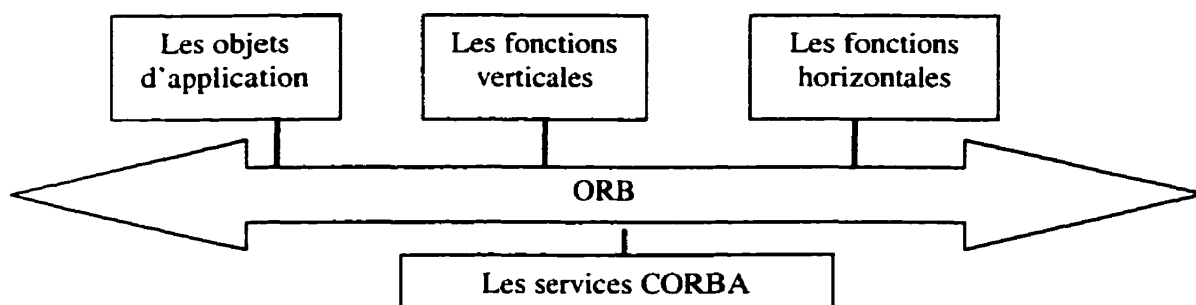 Les objets
d'application
Les fonctions
verticales
Les fonctions
horizontales
ORB
Les services CORBA